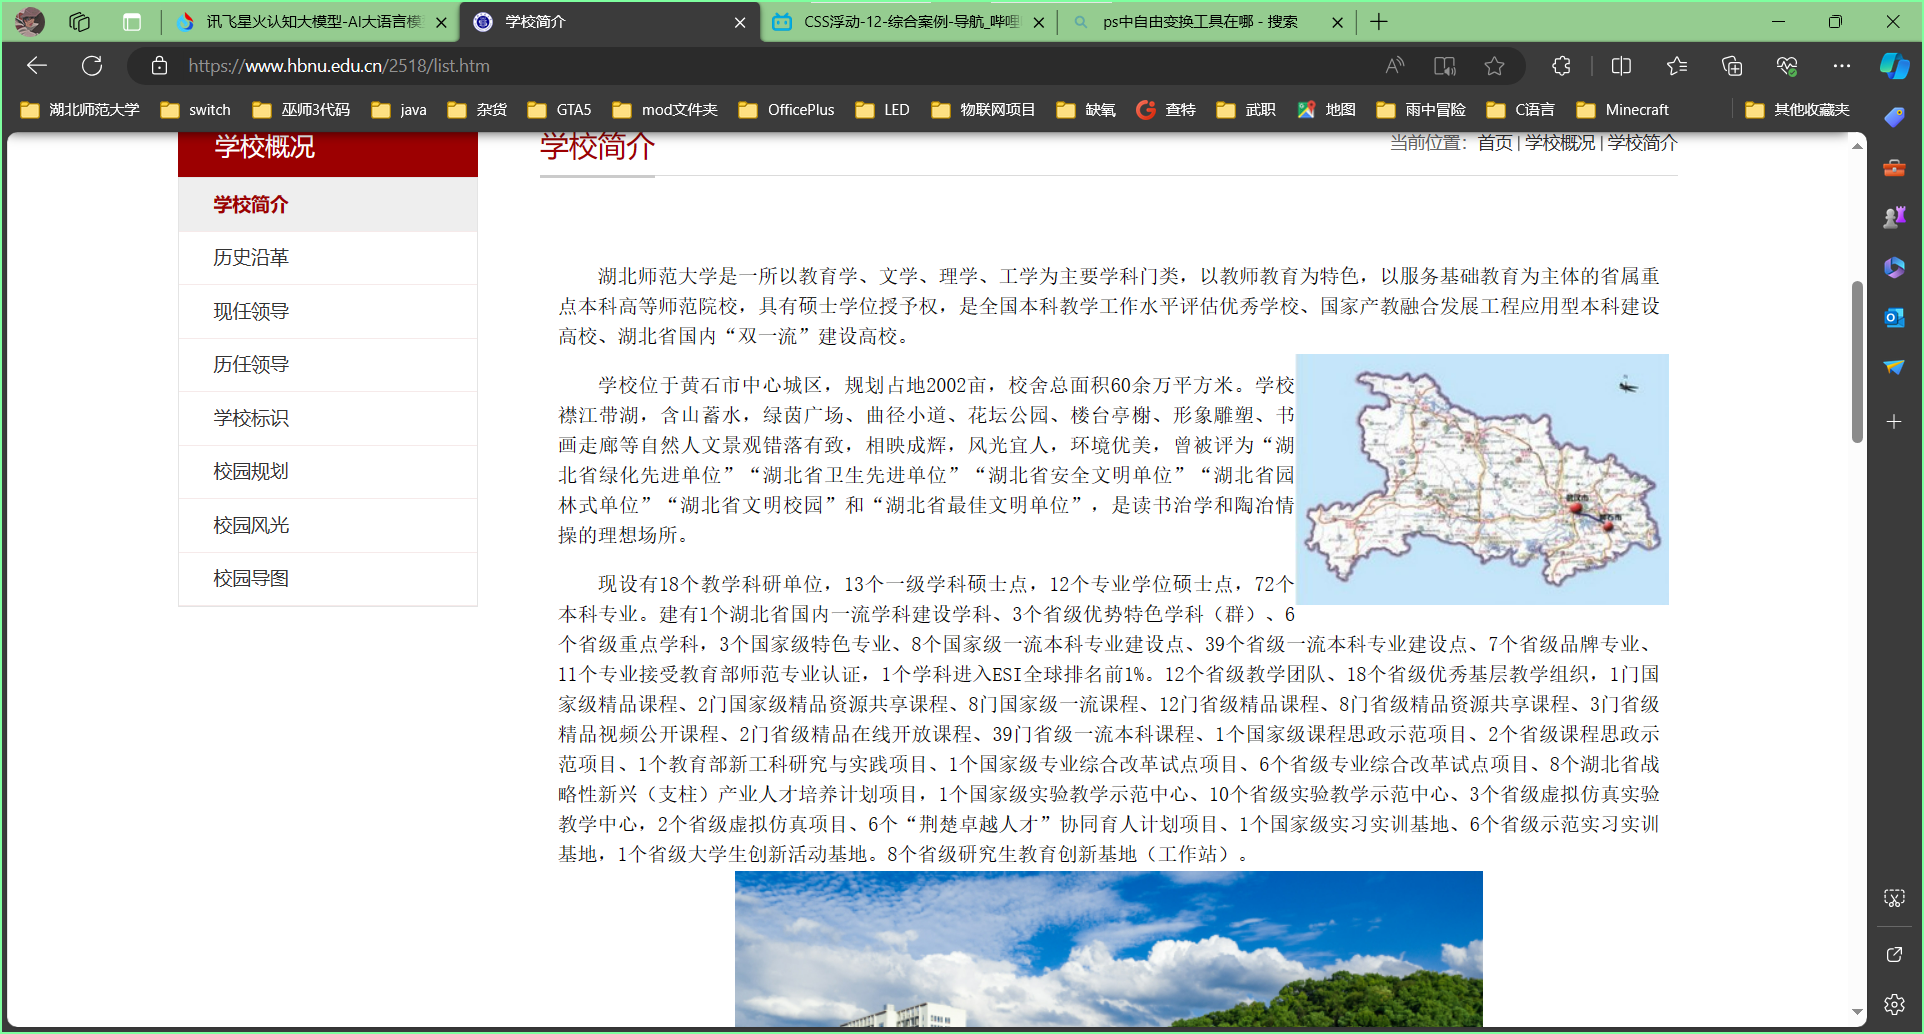 讯飞星火认知大模型-AI大语言模
学校简介
CSS浮动-12-综合案例-导航_哔哩
ps中自由变换工具在哪 - 搜索
https://www.hbnu.edu.cn/2518/list.htm
湖北师范大学
switch
巫师3代码
java
杂货
GTA5
mod文件夹
OfficePlus
LED
物联网项目
缺氧
查特
武职
地图
雨中冒险
C语言
Minecraft
其他收藏夹
学校概况
学校简介
当前位置：首页 | 学校概况 | 学校简介
学校简介
历史沿革
现任领导
历任领导
学校标识
校园规划
校园风光
校园导图
湖北师范大学是一所以教育学、文学、理学、工学为主要学科门类，以教师教育为特色，以服务基础教育为主体的省属重
点本科高等师范院校，具有硕士学位授予权，是全国本科教学工作水平评估优秀学校、国家产教融合发展工程应用型本科建设
高校、湖北省国内“双一流”建设高校。
学校位于黄石市中心城区，规划占地2002亩，校舍总面积60余万平方米。学校
襟江带湖，含山蓄水，绿茵广场、曲径小道、花坛公园、楼台亭榭、形象雕塑、书
画走廊等自然人文景观错落有致，相映成辉，风光宜人，环境优美，曾被评为“湖
北省绿化先进单位”“湖北省卫生先进单位”“湖北省安全文明单位”“湖北省园
林式单位”“湖北省文明校园”和“湖北省最佳文明单位”，是读书治学和陶冶情
操的理想场所。
武汉市
黄石市
现设有18个教学科研单位，13个一级学科硕士点，12个专业学位硕士点，72个
本科专业。建有1个湖北省国内一流学科建设学科、3个省级优势特色学科（群）、6
个省级重点学科，3个国家级特色专业、8个国家级一流本科专业建设点、39个省级一流本科专业建设点、7个省级品牌专业、
11个专业接受教育部师范专业认证，1个学科进入ESI全球排名前1%。12个省级教学团队、18个省级优秀基层教学组织，1门国
家级精品课程、2门国家级精品资源共享课程、8门国家级一流课程、12门省级精品课程、8门省级精品资源共享课程、3门省级
精品视频公开课程、2门省级精品在线开放课程、39门省级一流本科课程、1个国家级课程思政示范项目、2个省级课程思政示
范项目、1个教育部新工科研究与实践项目、1个国家级专业综合改革试点项目、6个省级专业综合改革试点项目、8个湖北省战
略性新兴（支柱）产业人才培养计划项目，1个国家级实验教学示范中心、10个省级实验教学示范中心、3个省级虚拟仿真实验
教学中心，2个省级虚拟仿真项目、6个“荆楚卓越人才”协同育人计划项目、1个国家级实习实训基地、6个省级示范实习实训
基地，1个省级大学生创新活动基地。8个省级研究生教育创新基地（工作站）。